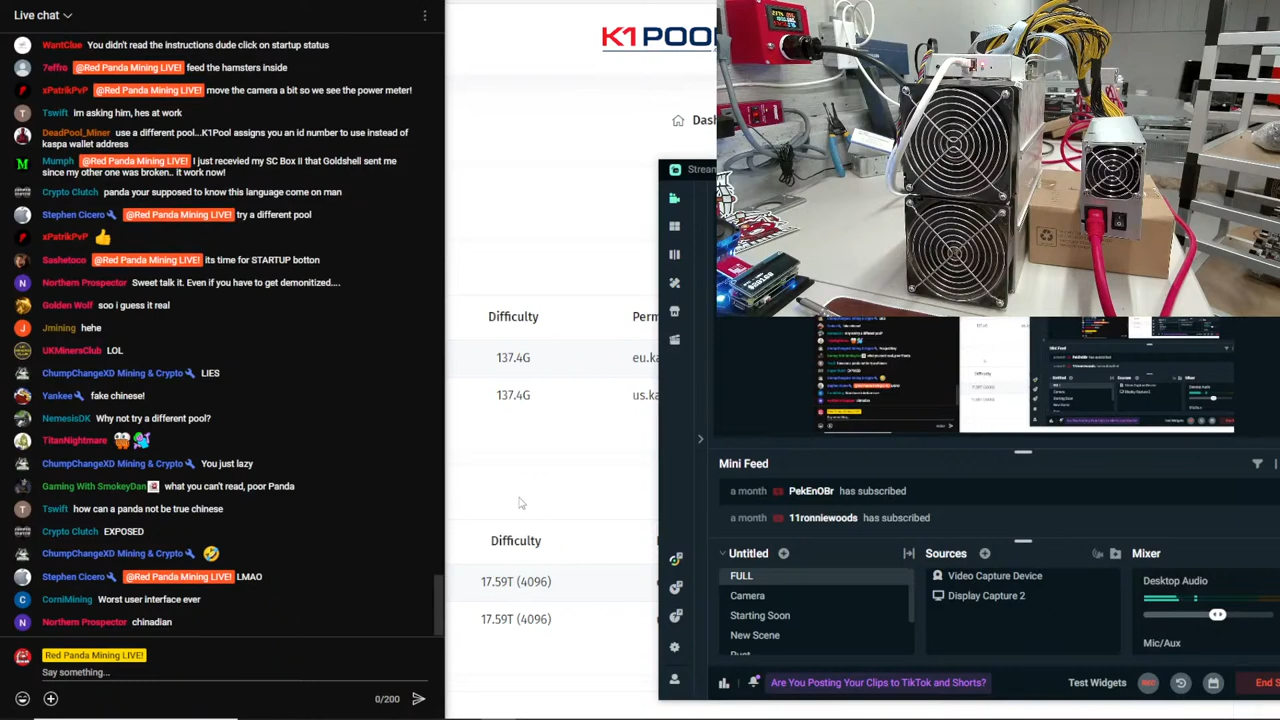 Live chat
WantClue You didn't read the instructions dude click on startup status
7effro @Red Panda Mining LIVE! feed the hamsters inside
xPatrikPvP @Red Panda Mining LIVE! move the camera a bit so we see the power meter!
Tswift im asking him, hes at work
DeadPool_Miner use a different pool...K1Pool assigns you an id number to use instead of
kaspa wallet address
Mumph @Red Panda Mining LIVE! I just recevied my SC Box II that Goldshell sent me
since my other one was broken.. it work now!
Crypto Clutch panda your supposed to know this language come on man
Stephen Cicero @Red Panda Mining LIVE! try a different pool
xPatrikPvP
Sashetoco @Red Panda Mining LIVE! its time for STARTUP botton
Northern Prospector Sweet talk it. Even if you have to get demonitized....
Golden Wolf soo i guess it real
Jmining hehe
UKMinersClub LOL
ChumpChangeXD Mining & Crypto LIES
Yankee fake chinese!
NemesisDK Why not try a different pool?
TitanNightmare
ChumpChangeXD Mining & Crypto You just lazy
Gaming With SmokeyDan what you can't read, poor Panda
Tswift how can a panda not be true chinese
Crypto Clutch EXPOSED
ChumpChangeXD Mining & Crypto
Stephen Cicero @Red Panda Mining LIVE! LMAO
CorniMining Worst user interface ever
Northern Prospector chinadian
Red Panda Mining LIVE!
Say something...
0/200
K1POO
Dash
Stream
Difficulty
Perm
137.4G
eu.ka
137.4G
us.ka
Difficulty
17.59T (4096)
17.59T (4096)
Mini Feed
a month PekEnOBr has subscribed
a month 11ronniewoods has subscribed
Untitled
Sources
Mixer
FULL
Camera
Starting Soon
New Scene
Video Capture Device
Display Capture 2
Desktop Audio
Mic/Aux
Are You Posting Your Clips to TikTok and Shorts?
Test Widgets
REC
End S